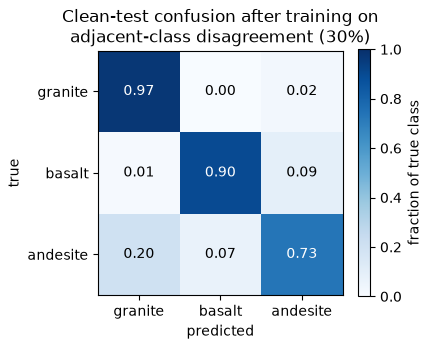 Clean-test confusion after training on
adjacent-class disagreement (30%)
granite
0.97
0.00
0.02
basalt
0.01
0.90
0.09
andesite
0.20
0.07
0.73
granite
basalt
andesite
predicted
true
1.0
0.8
0.6
0.4
0.2
0.0
fraction of true class